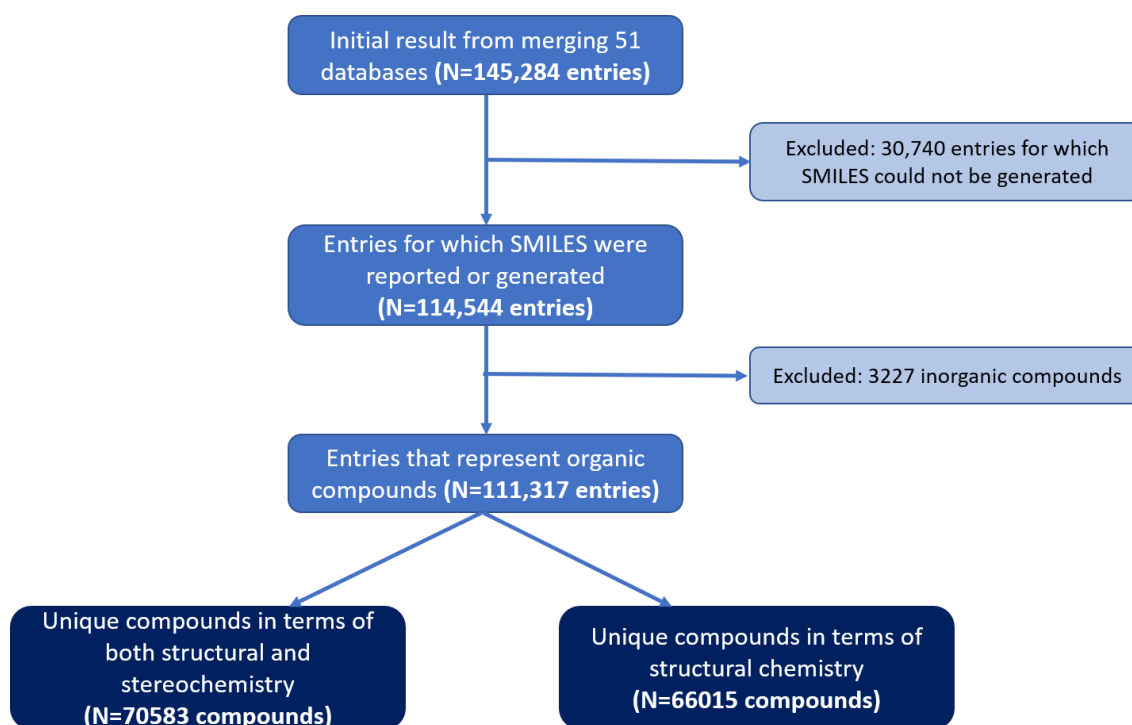 Initial result from merging 51
databases (N=145,284 entries)
Excluded: 30,740 entries for which
SMILES could not be generated
Entries for which SMILES were
reported or generated
(N=114,544 entries)
Excluded: 3227 inorganic compounds
Entries that represent organic
compounds (N=111,317 entries)
Unique compounds in terms of
both structural and
stereochemistry
(N=70583 compounds)
Unique compounds in terms of
structural chemistry
(N=66015 compounds)